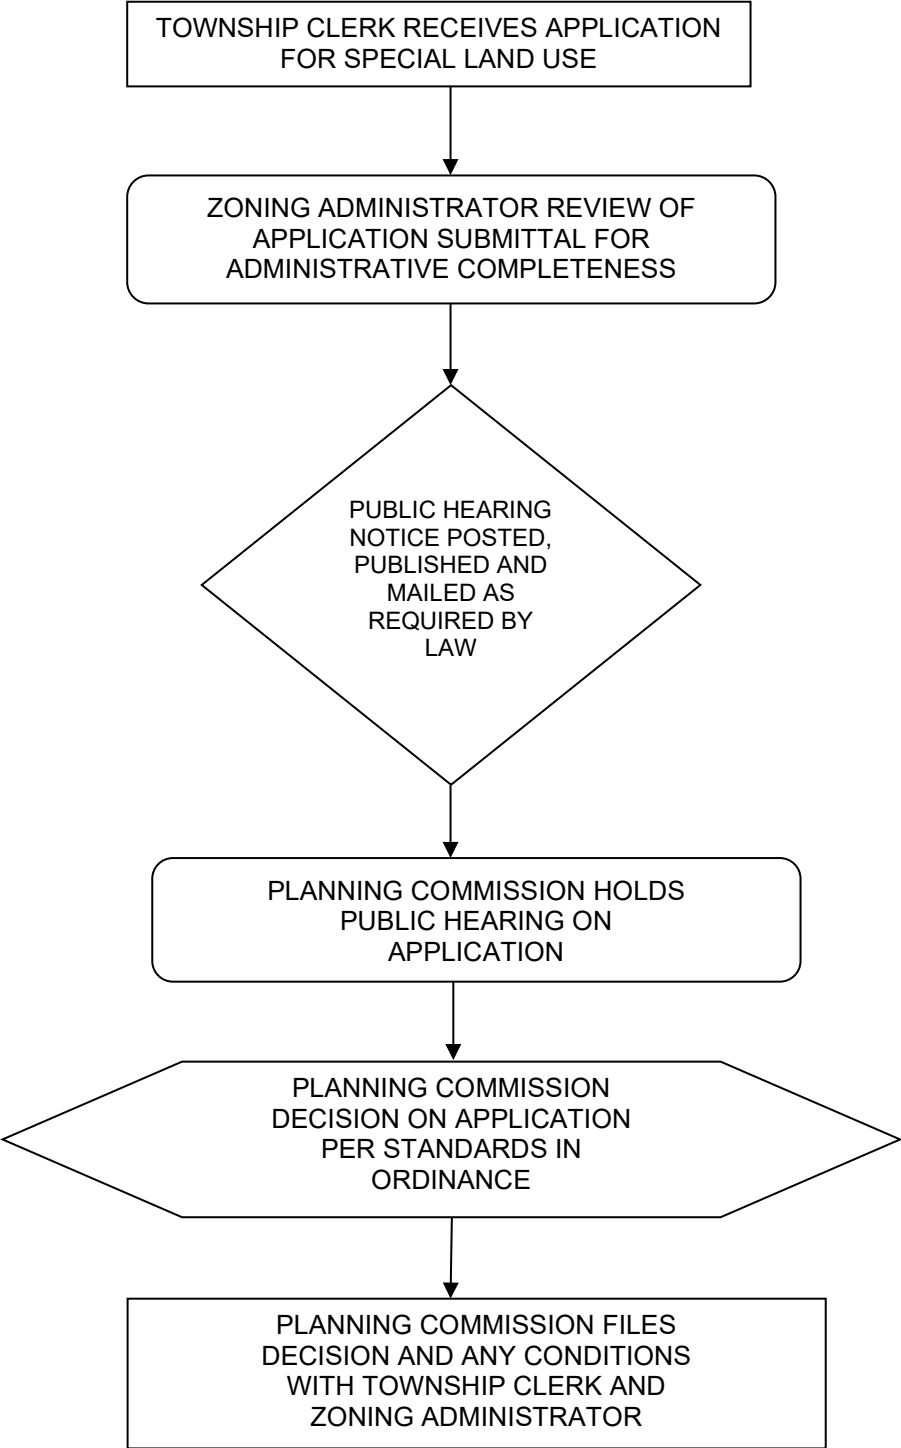 TOWNSHIP CLERK RECEIVES APPLICATION
FOR SPECIAL LAND USE
ZONING ADMINISTRATOR REVIEW OF
APPLICATION SUBMITTAL FOR
ADMINISTRATIVE COMPLETENESS
PUBLIC HEARING
NOTICE POSTED,
PUBLISHED AND
MAILED AS
REQUIRED BY
LAW
PLANNING COMMISSION HOLDS
PUBLIC HEARING ON
APPLICATION
PLANNING COMMISSION
DECISION ON APPLICATION
PER STANDARDS IN
ORDINANCE
PLANNING COMMISSION FILES
DECISION AND ANY CONDITIONS
WITH TOWNSHIP CLERK AND
ZONING ADMINISTRATOR